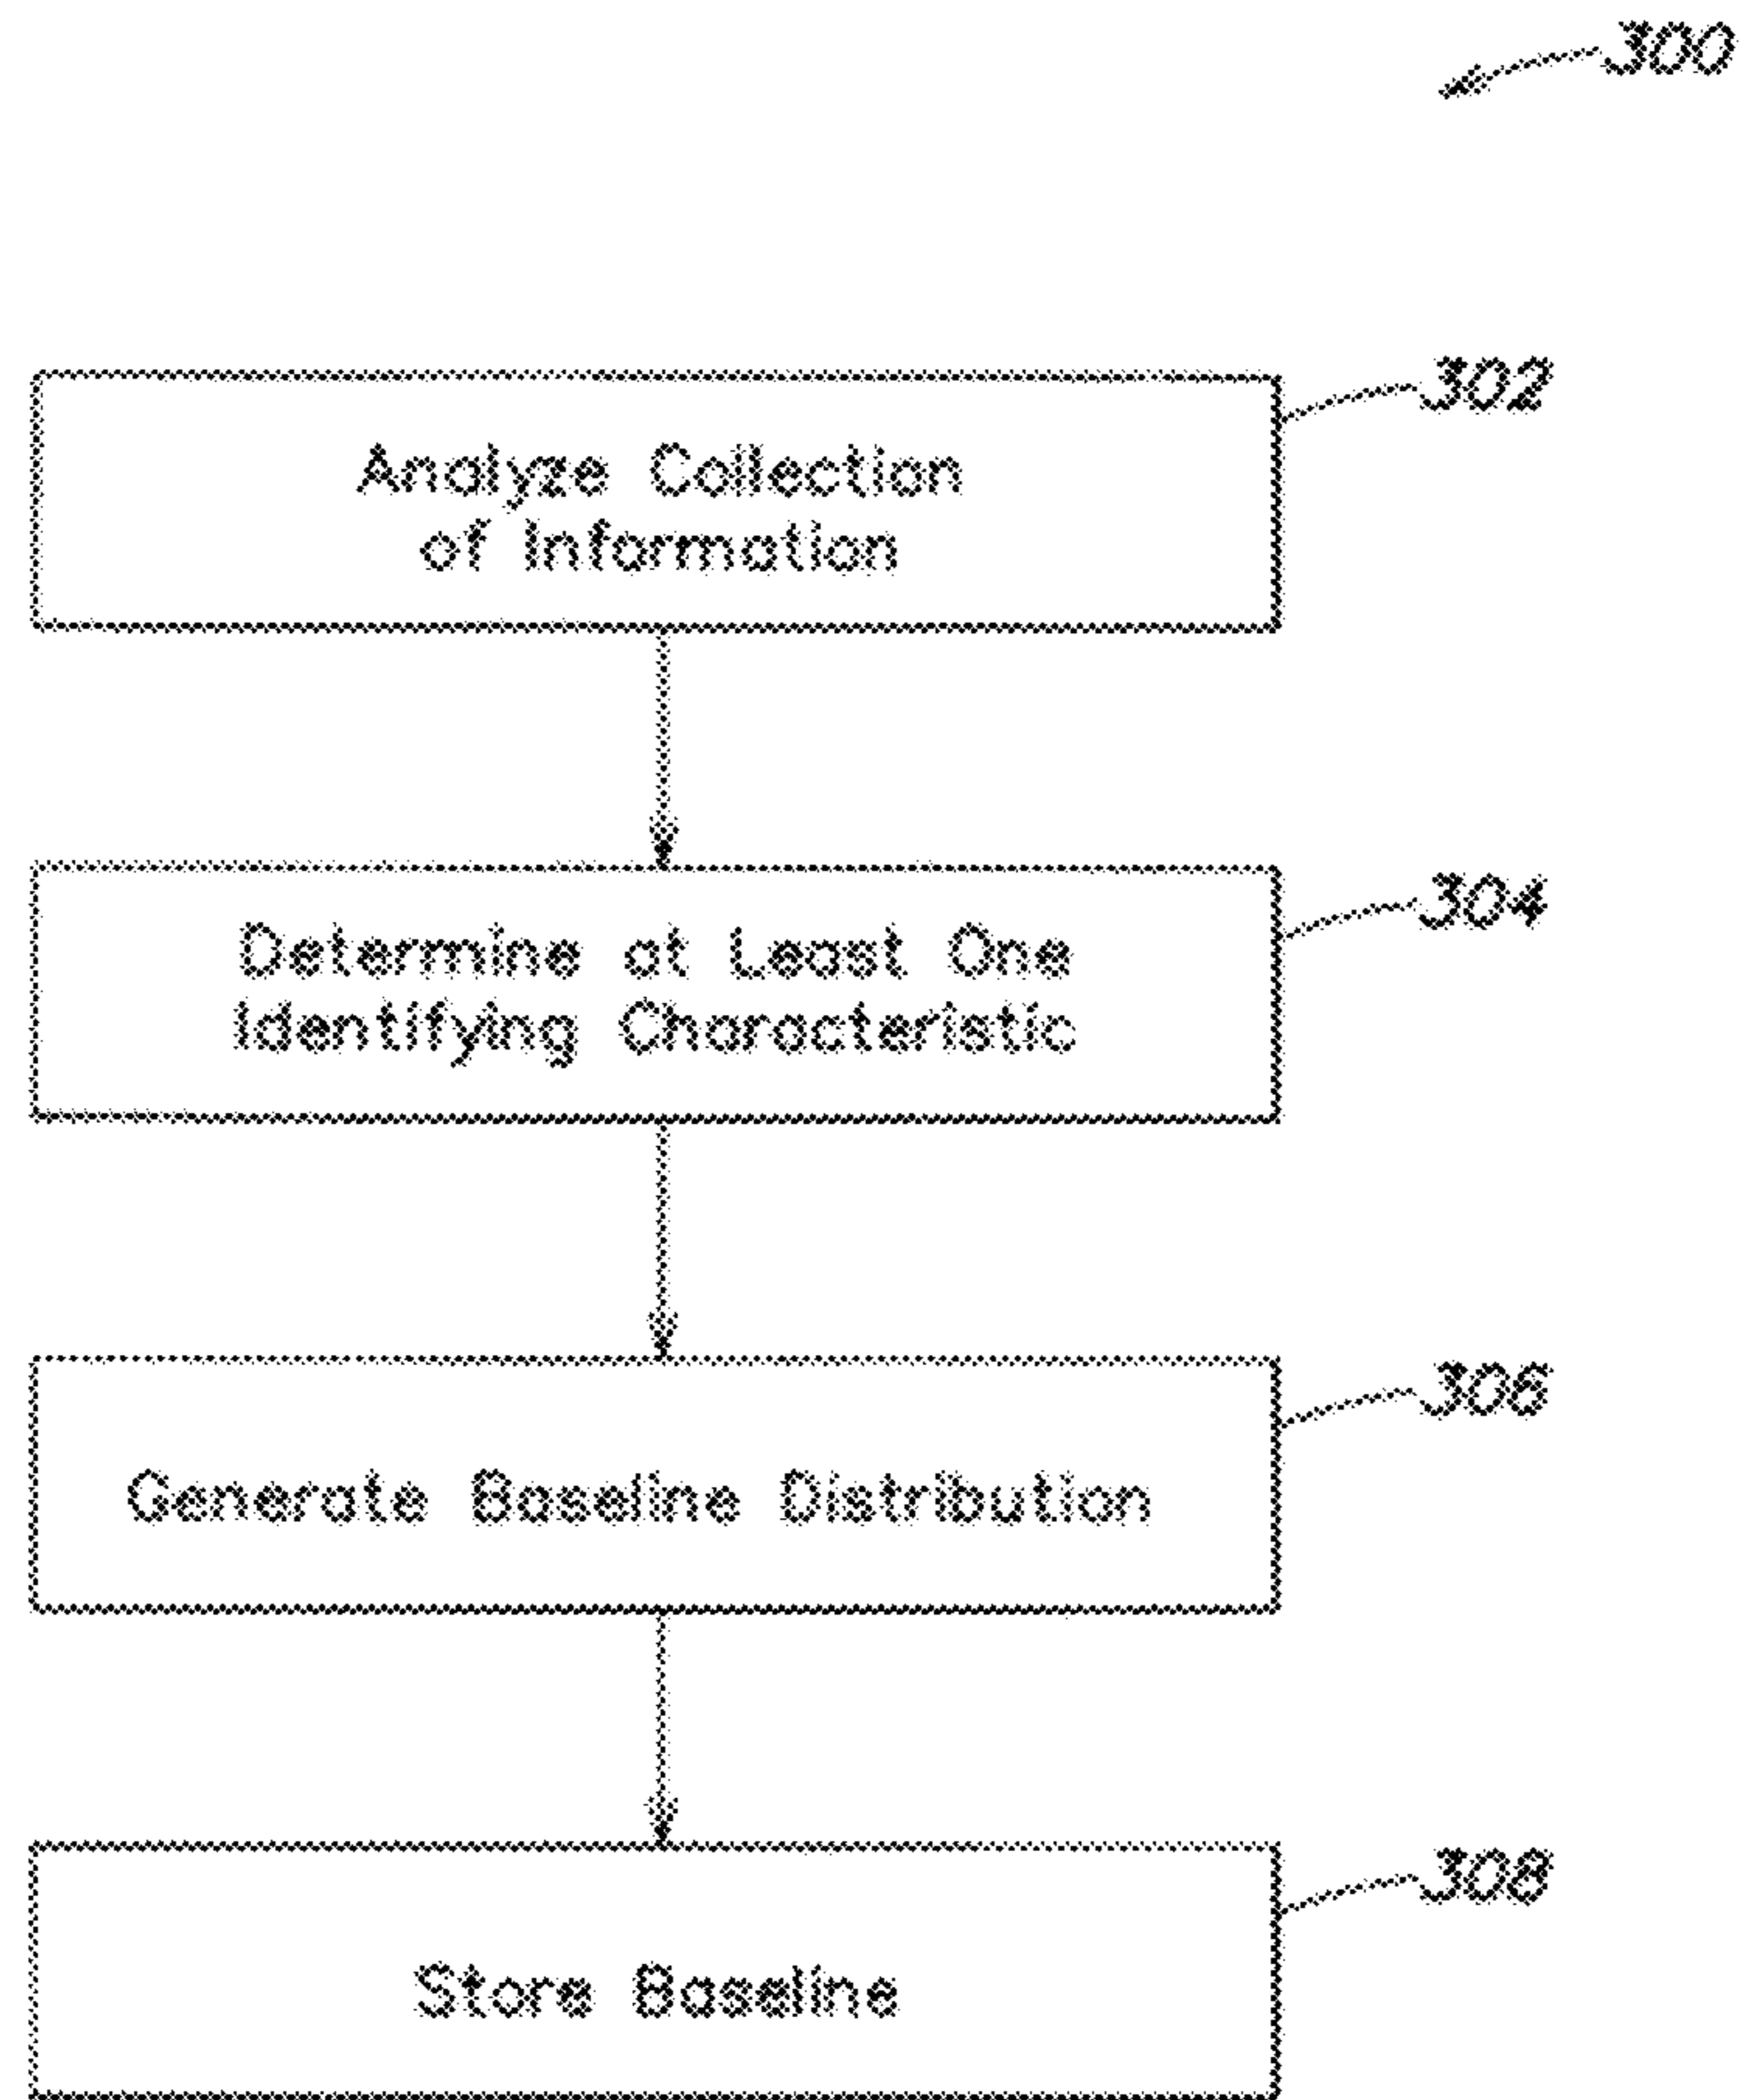 300
302
Analyze Collection
of Information
304
Determine at Least One
Identifying Characteristic
306
Generate Baseline Distribution
308
Store Baseline